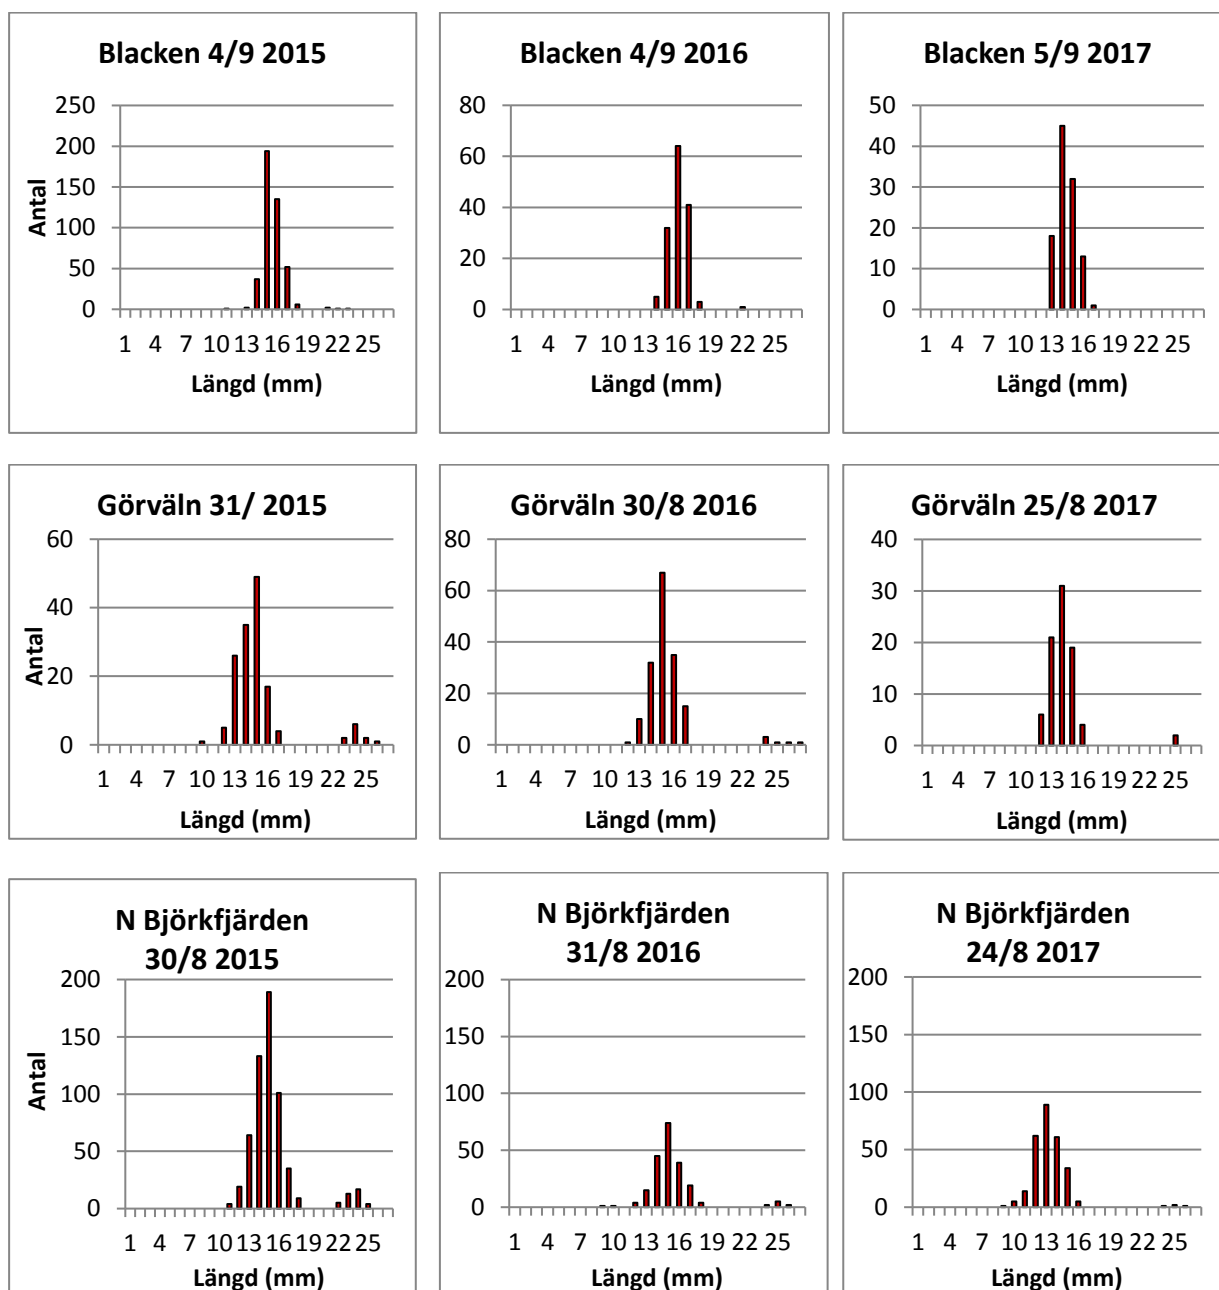 Blacken 4/9 2015
250
200
150
100
50
0
Antal
1 4 7 10 13 16 19 22 25
Längd (mm)
Blacken 4/9 2016
80
60
40
20
0
1 4 7 10 13 16 19 22 25
Längd (mm)
Blacken 5/9 2017
50
40
30
20
10
0
1 4 7 10 13 16 19 22 25
Längd (mm)
Görväln 31/ 2015
60
40
20
0
Antal
1 4 7 10 13 16 19 22 25
Längd (mm)
Görväln 30/8 2016
80
60
40
20
0
1 4 7 10 13 16 19 22 25
Längd (mm)
Görväln 25/8 2017
40
30
20
10
0
1 4 7 10 13 16 19 22 25
Längd (mm)
N Björkfjärden
30/8 2015
200
150
100
50
0
Antal
1 4 7 10 13 16 19 22 25
Längd (mm)
N Björkfjärden
31/8 2016
200
150
100
50
0
1 4 7 10 13 16 19 22 25
Längd (mm)
N Björkfjärden
24/8 2017
200
150
100
50
0
1 4 7 10 13 16 19 22 25
Längd (mm)